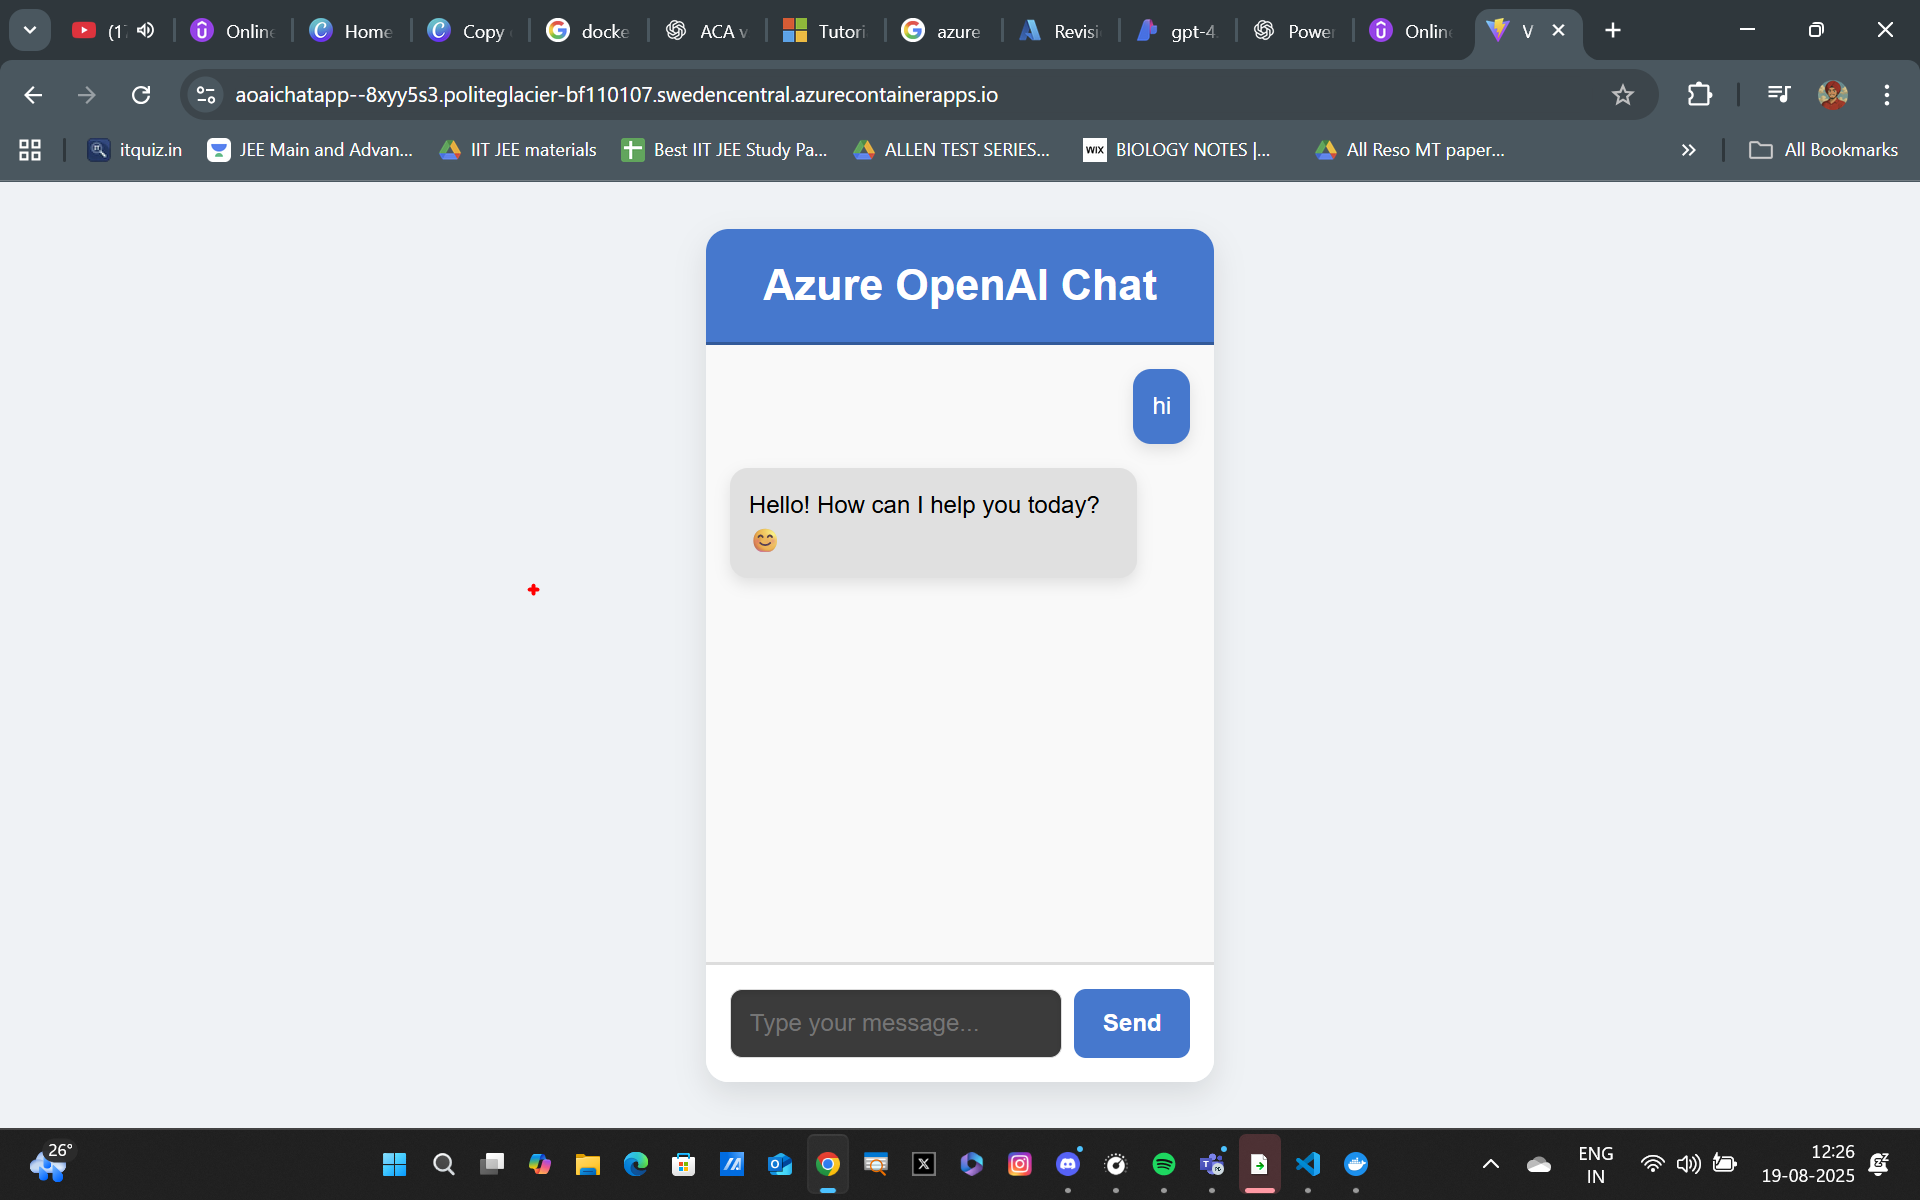 (1
Onlin
Home
Copy
docke
ACA v
Tutori
azure
Revisi
gpt-4
Power
Onlin
V
aoaichatapp--8xyy5s3.politeglacier-bf110107.swedencentral.azurecontainerapps.io
itquiz.in
JEE Main and Advan...
IIT JEE materials
Best IIT JEE Study Pa...
ALLEN TEST SERIES...
WIX
BIOLOGY NOTES |...
All Reso MT paper...
All Bookmarks
Azure OpenAI Chat
hi
Hello! How can I help you today?
😊
Type your message...
Send
26°
ENG
IN
12:26
19-08-2025